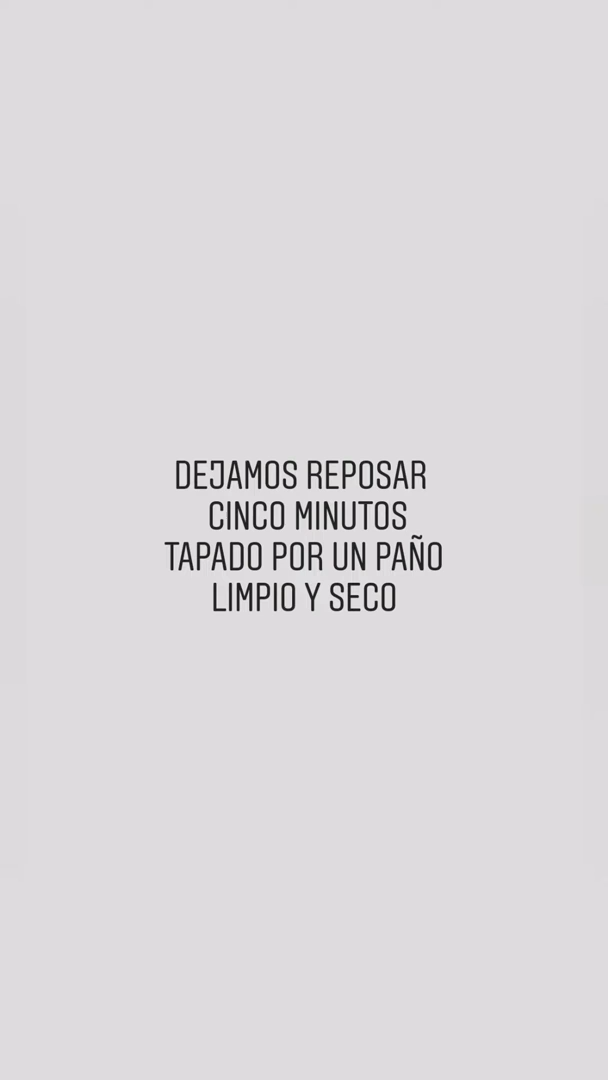 DEJAMOS REPOSAR
CINCO MINUTOS
TAPADO POR UN PAÑO
LIMPIO Y SECO